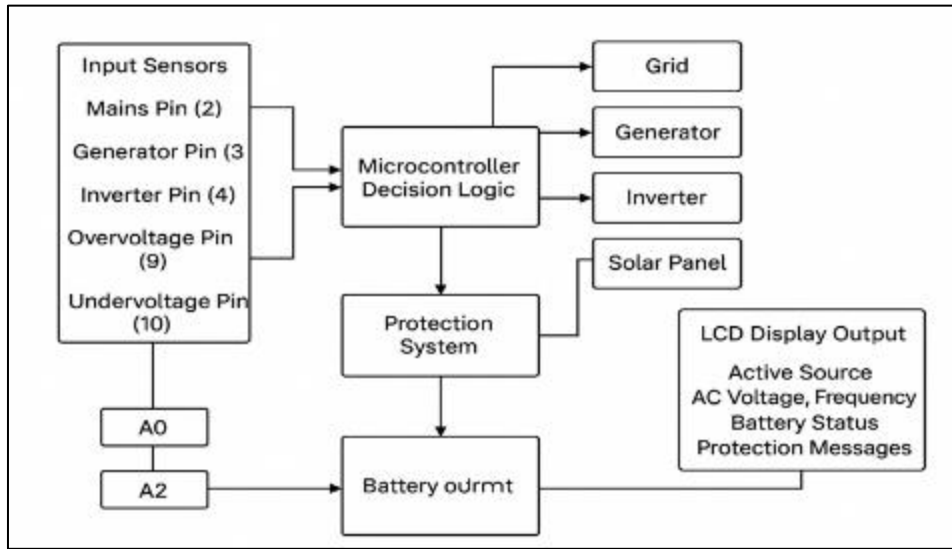 Input Sensors
Mains Pin (2)
Generator Pin (3
Inverter Pin (4)
Overvoltage Pin
(9)
Undervoltage Pin
(10)
A0
A2
Microcontroller
Decision Logic
Protection
System
Battery
Grid
Generator
Inverter
Solar Panel
LCD Display Output
Active Source
AC Voltage, Frequency
Battery Status
Protection Messages